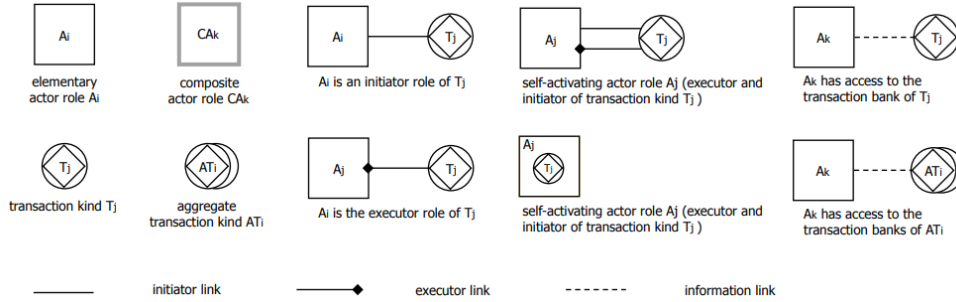 Ai
CAk
Ai
Tj
Aj
Tj
Ak
Tj
elementary
actor role Ai
composite
actor role CAk
Ai is an initiator role of Tj
self-activating actor role Aj (executor and
initiator of transaction kind Tj )
Ak has access to the
transaction bank of Tj
Tj
ATi
Aj
Tj
Aj
Tj
Ak
ATi
transaction kind Tj
aggregate
transaction kind ATi
Ai is the executor role of Tj
self-activating actor role Aj (executor and
initiator of transaction kind Tj )
Ak has access to the
transaction banks of ATi
initiator link
executor link
information link